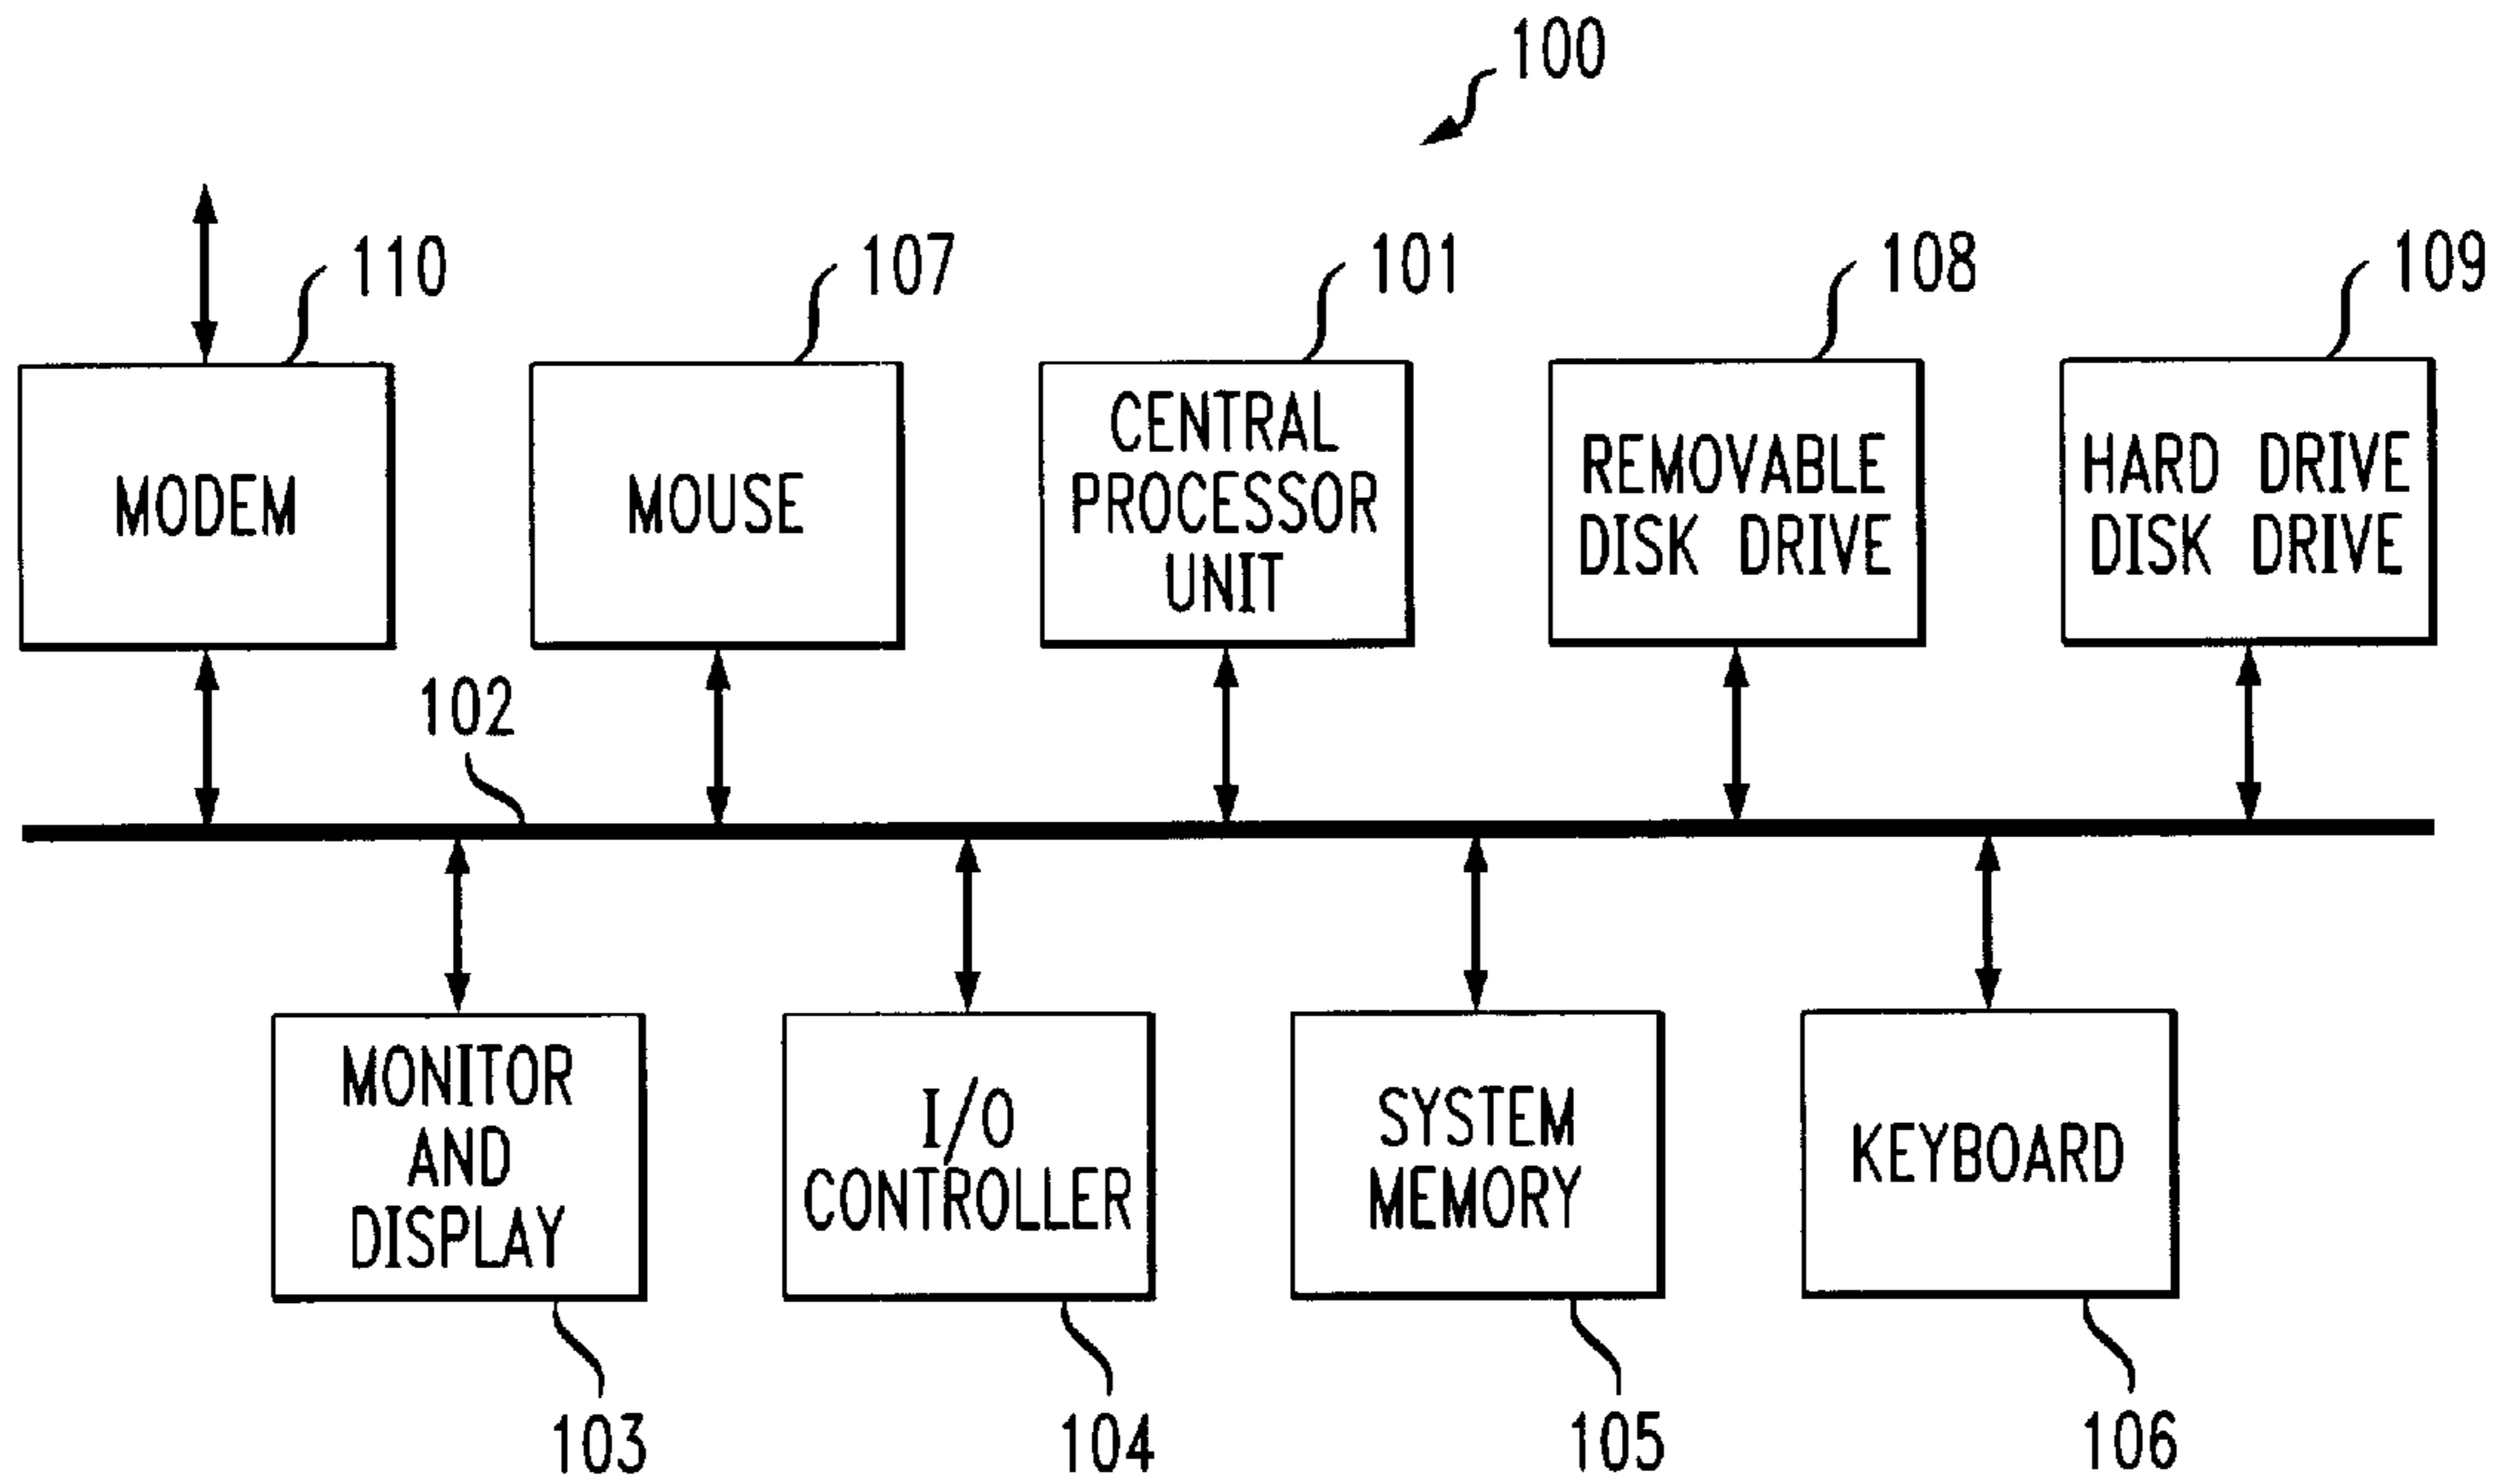 100
110
107
101
108
109
MODEM
MOUSE
CENTRAL
PROCESSOR
UNIT
REMOVABLE
DISK DRIVE
HARD DRIVE
DISK DRIVE
102
MONITOR
AND
DISPLAY
I/O
CONTROLLER
SYSTEM
MEMORY
KEYBOARD
103
104
105
106